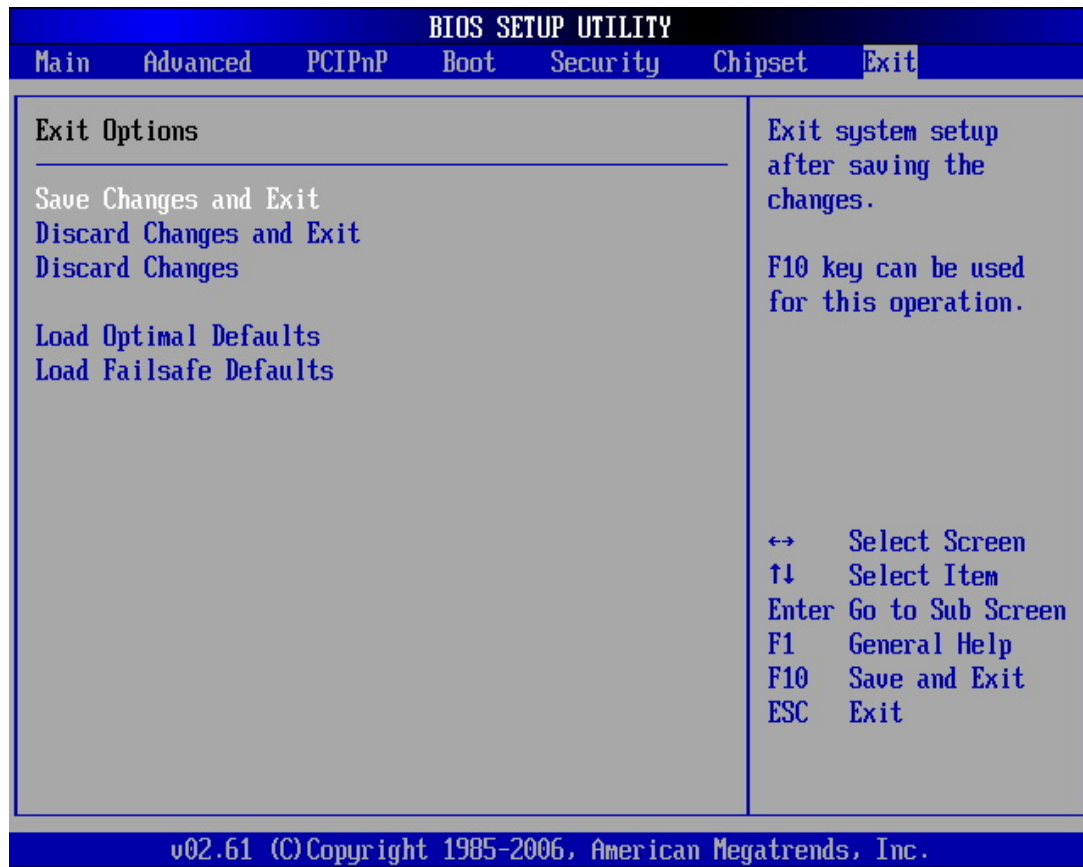 BIOS SETUP UTILITY
Main Advanced PCIPnP Boot Security Chipset Exit
Exit Options
Save Changes and Exit
Discard Changes and Exit
Discard Changes
Load Optimal Defaults
Load Failsafe Defaults
Exit system setup
after saving the
changes.
F10 key can be used
for this operation.
↔ Select Screen
↑↓ Select Item
Enter Go to Sub Screen
F1 General Help
F10 Save and Exit
ESC Exit
v02.61 (C)Copyright 1985-2006, American Megatrends, Inc.